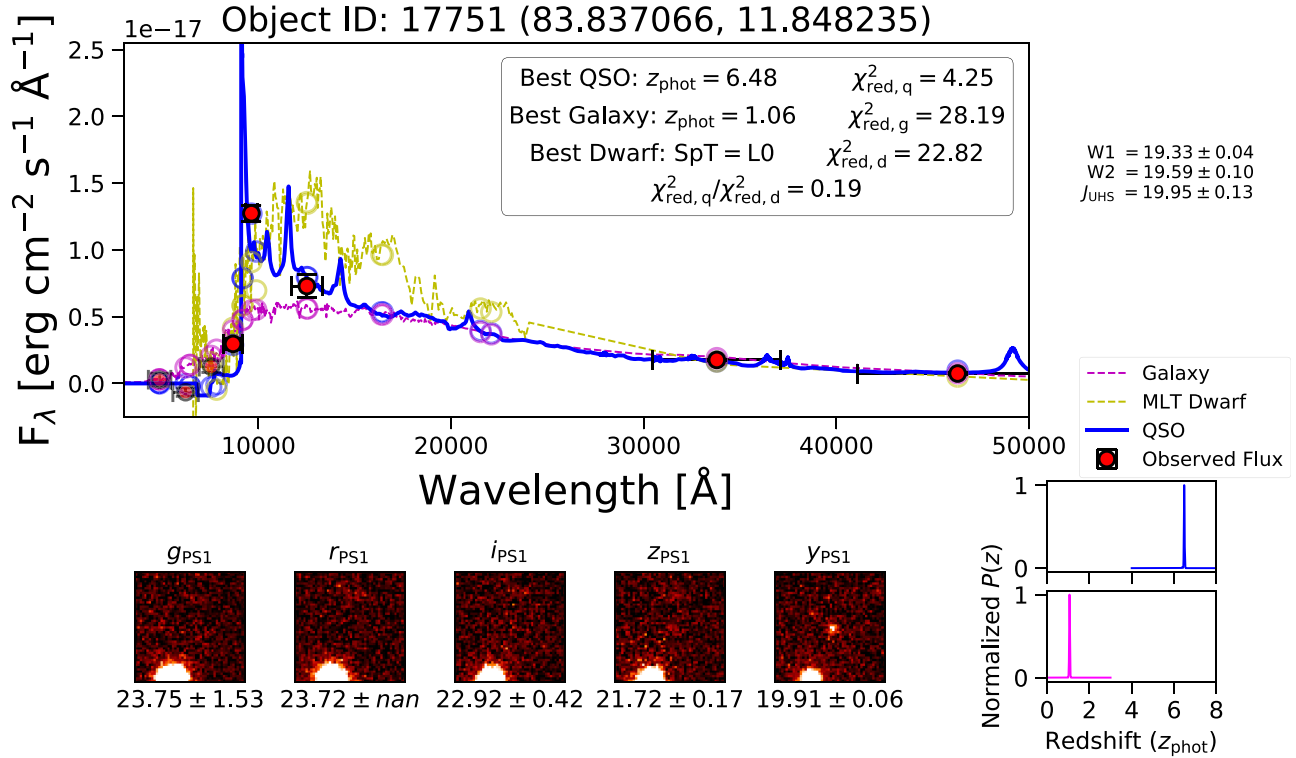 Object ID: 17751 (83.837066, 11.848235)
1e−17
Best QSO: z_phot = 6.48 χ²_red, q = 4.25
Best Galaxy: z_phot = 1.06 χ²_red, g = 28.19
Best Dwarf: SpT = L0 χ²_red, d = 22.82
χ²_red, q/χ²_red, d = 0.19
W1 = 19.33 ± 0.04
W2 = 19.59 ± 0.10
J_UHS = 19.95 ± 0.13
F_λ [erg cm⁻² s⁻¹ Å⁻¹]
2.5
2.0
1.5
1.0
0.5
0.0
10000 20000 30000 40000 50000
Wavelength [Å]
Galaxy
MLT Dwarf
QSO
Observed Flux
g_PS1 r_PS1 i_PS1 z_PS1 y_PS1
23.75 ± 1.53 23.72 ± nan 22.92 ± 0.42 21.72 ± 0.17 19.91 ± 0.06
Normalized P(z)
1
0
1
0
0 2 4 6 8
Redshift (z_phot)